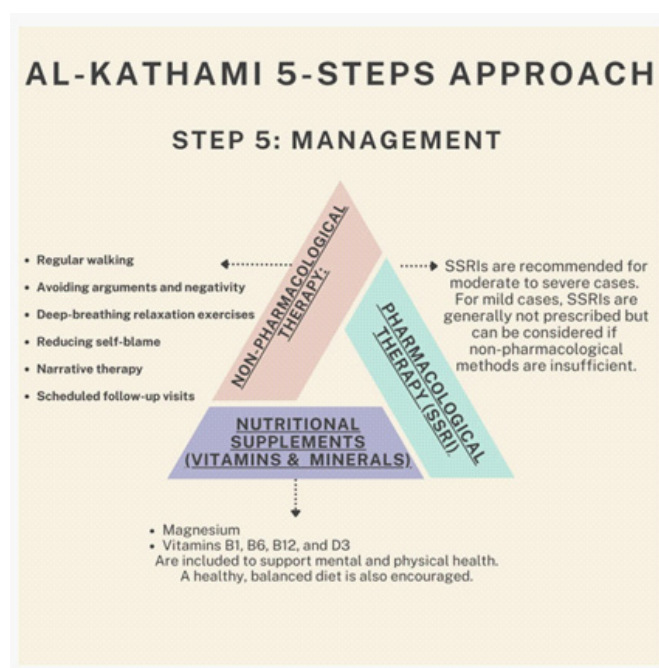 AL-KATHAMI 5-STEPS APPROACH
STEP 5: MANAGEMENT
NON-PHARMACOLOGICAL
THERAPY:
• Regular walking
• Avoiding arguments and negativity
• Deep-breathing relaxation exercises
• Reducing self-blame
• Narrative therapy
• Scheduled follow-up visits
PHARMACOLOGICAL
THERAPY (SSRI)
SSRIs are recommended for
moderate to severe cases.
For mild cases, SSRIs are
generally not prescribed but
can be considered if
non-pharmacological
methods are insufficient.
NUTRITIONAL
SUPPLEMENTS
(VITAMINS & MINERALS)
• Magnesium
• Vitamins B1, B6, B12, and D3
Are included to support mental and physical health.
A healthy, balanced diet is also encouraged.